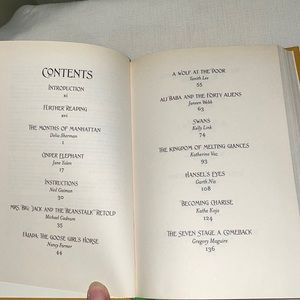 CONTENTS
INTRODUCTION
xi
FURTHER READING
xvi
THE MONTHS OF MANHATTAN
Delia Sherman
1
CINDER ELEPHANT
Jane Yolen
17
INSTRUCTIONS
Neil Gaiman
30
MRS. BIG: "JACK AND THE BEANSTALK" RETOLD
Michael Cadnum
35
FALADA: THE GOOSE GIRL'S HORSE
Nancy Farmer
44
A WOLF AT THE DOOR
Tanith Lee
55
ALI BABA AND THE FORTY ALIENS
Janeen Webb
63
SWANS
Kelly Link
74
THE KINGDOM OF MELTING GLANCES
Katherine Vaz
93
HANSEL'S EYES
Garth Nix
108
BECOMING CHARISE
Kathe Koja
124
THE SEVEN STAGE A COMEBACK
Gregory Maguire
136